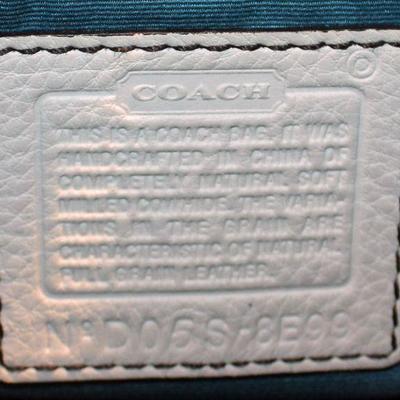 ©
COACH
THIS IS A COACH BAG. IT WAS
HANDCRAFTED IN CHINA OF
COMPLETELY NATURAL SOFT
MILLED COWHIDE. THE VARIA-
TIONS IN THE GRAIN ARE
CHARACTERISTIC OF NATURAL
FULL GRAIN LEATHER.
Nº D05S-8E99